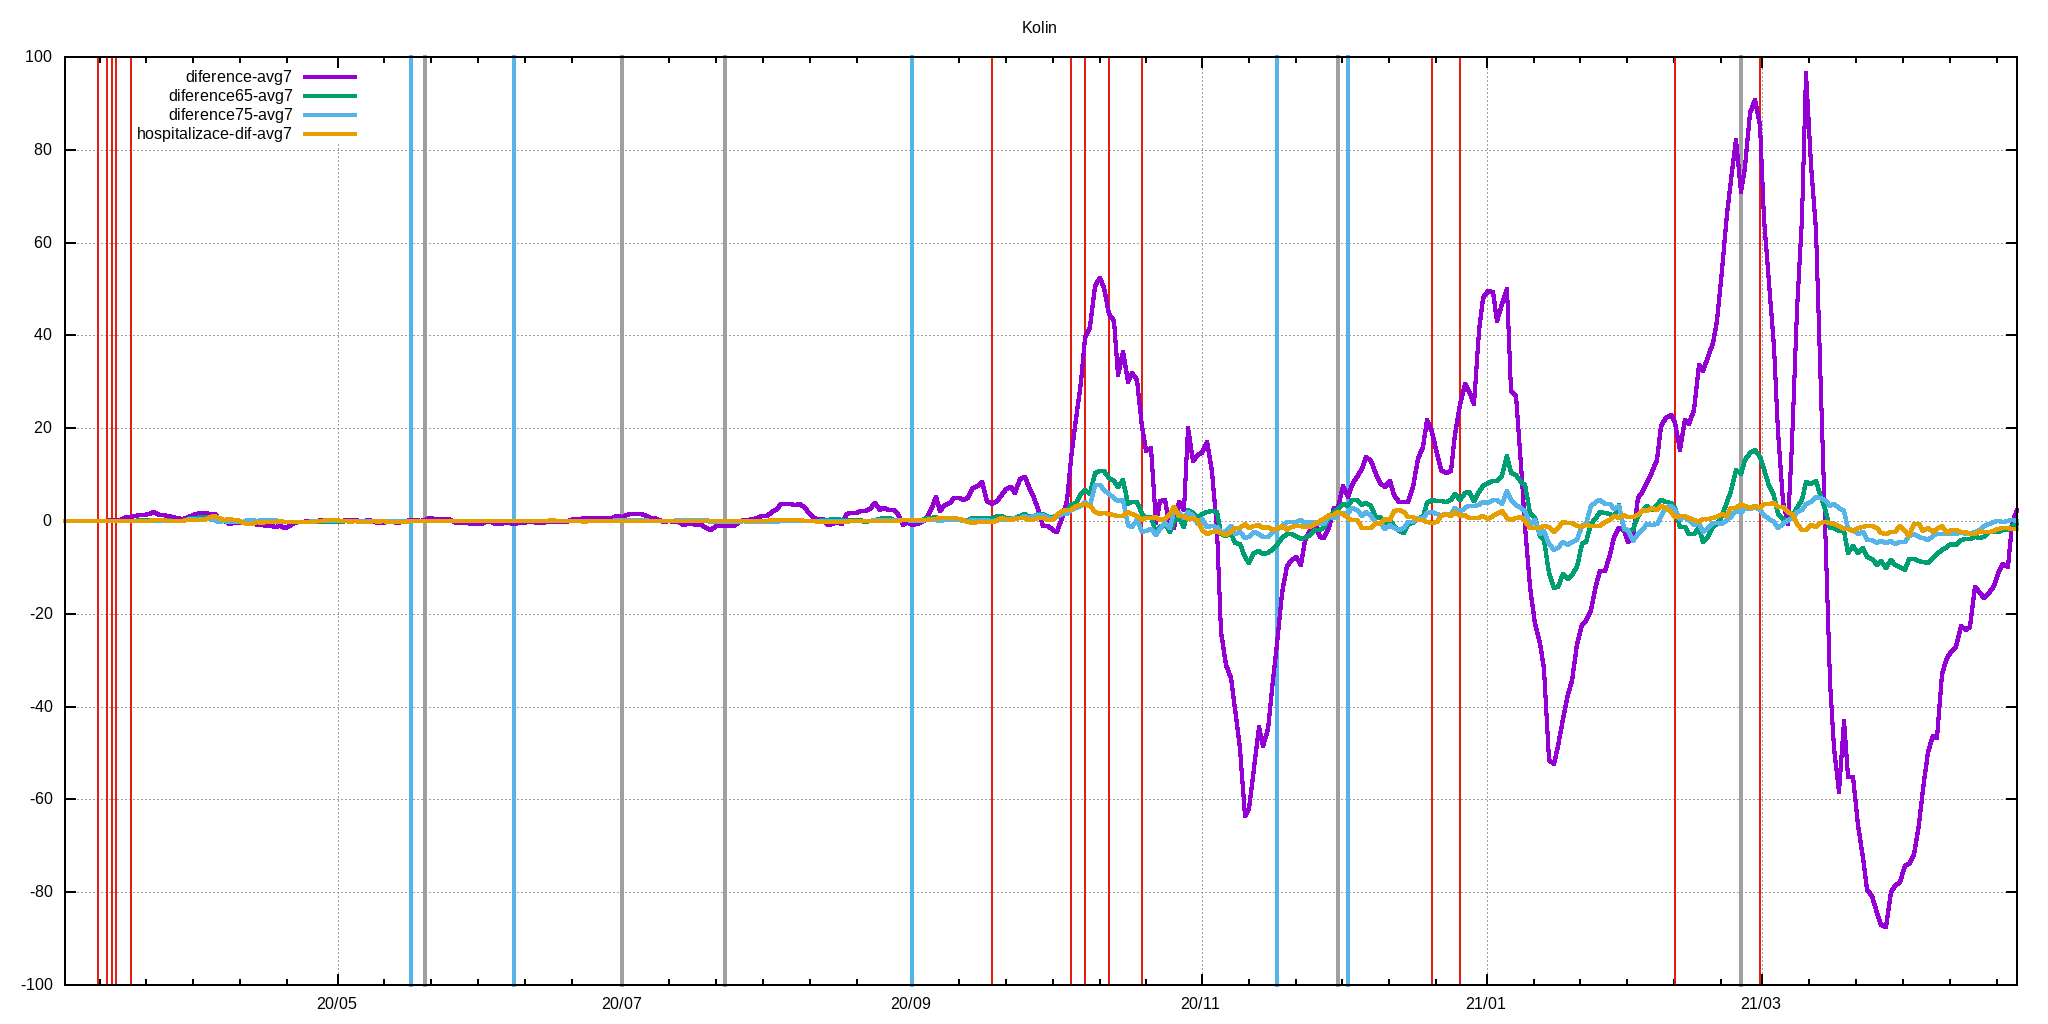 Kolin
100
diference-avg7
diference65-avg7
diference75-avg7
hospitalizace-dif-avg7
80
60
40
20
0
-20
-40
-60
-80
-100
20/05 20/07 20/09 20/11 21/01 21/03